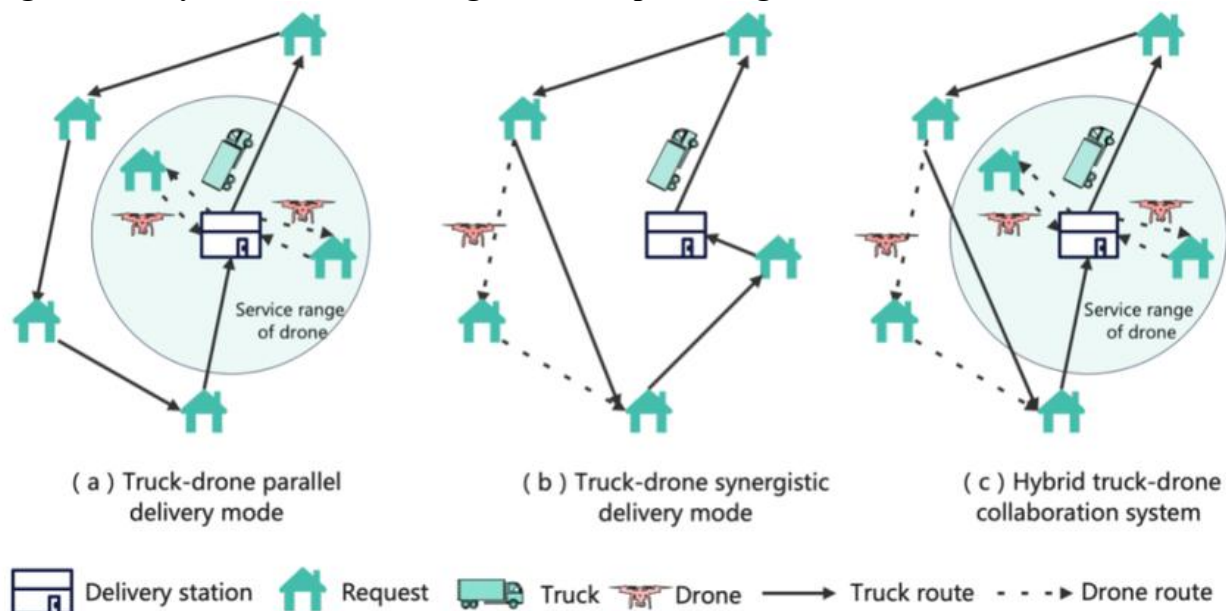 Service range
of drone
Service range
of drone
( a ) Truck-drone parallel
delivery mode
( b ) Truck-drone synergistic
delivery mode
( c ) Hybrid truck-drone
collaboration system
Delivery station
Request
Truck
Drone
Truck route
Drone route